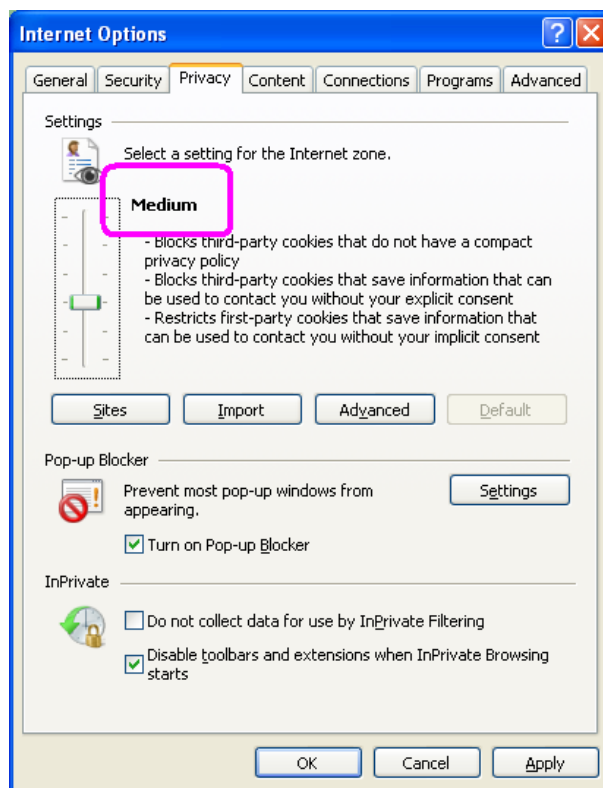 Internet Options
General Security Privacy Content Connections Programs Advanced
Settings
Select a setting for the Internet zone.
Medium
- Blocks third-party cookies that do not have a compact
privacy policy
- Blocks third-party cookies that save information that can
be used to contact you without your explicit consent
- Restricts first-party cookies that save information that
can be used to contact you without your implicit consent
Sites Import Advanced Default
Pop-up Blocker
Prevent most pop-up windows from
appearing.
Settings
Turn on Pop-up Blocker
InPrivate
Do not collect data for use by InPrivate Filtering
Disable toolbars and extensions when InPrivate Browsing
starts
OK Cancel Apply